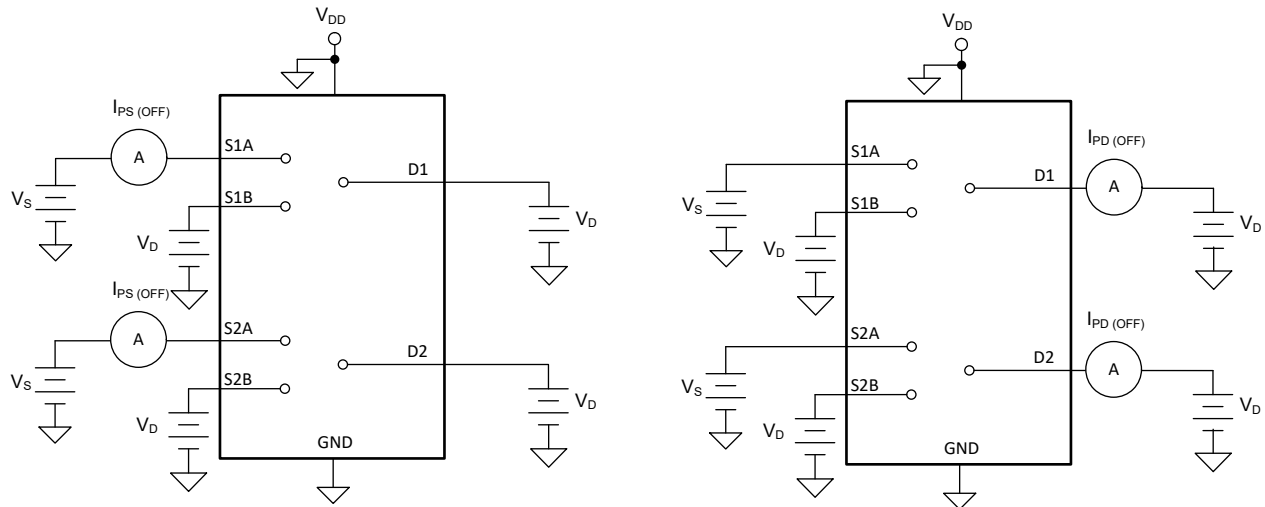 VDD
IPS (OFF)
A
S1A
VS
D1
S1B
VD
VD
IPS (OFF)
A
S2A
VS
D2
S2B
VD
VD
GND
VDD
IPD (OFF)
S1A
D1
A
VS
S1B
VD
VD
IPD (OFF)
S2A
D2
A
VS
S2B
VD
VD
GND